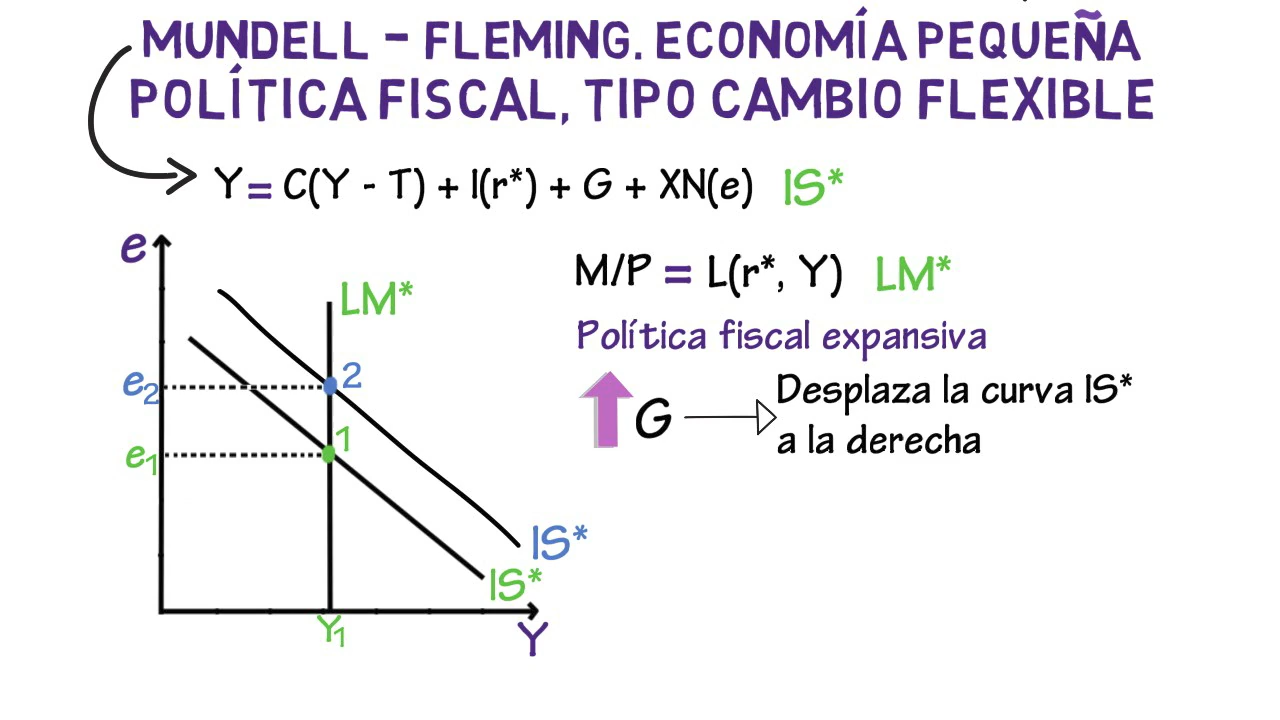 MUNDELL - FLEMING. ECONOMÍA PEQUEÑA
POLÍTICA FISCAL, TIPO CAMBIO FLEXIBLE
Y = C(Y - T) + I(r*) + G + XN(e) IS*
e
M/P = L(r*, Y) LM*
LM*
Política fiscal expansiva
e2
2
G
Desplaza la curva IS*
a la derecha
e1
1
IS*
IS*
Y1
Y